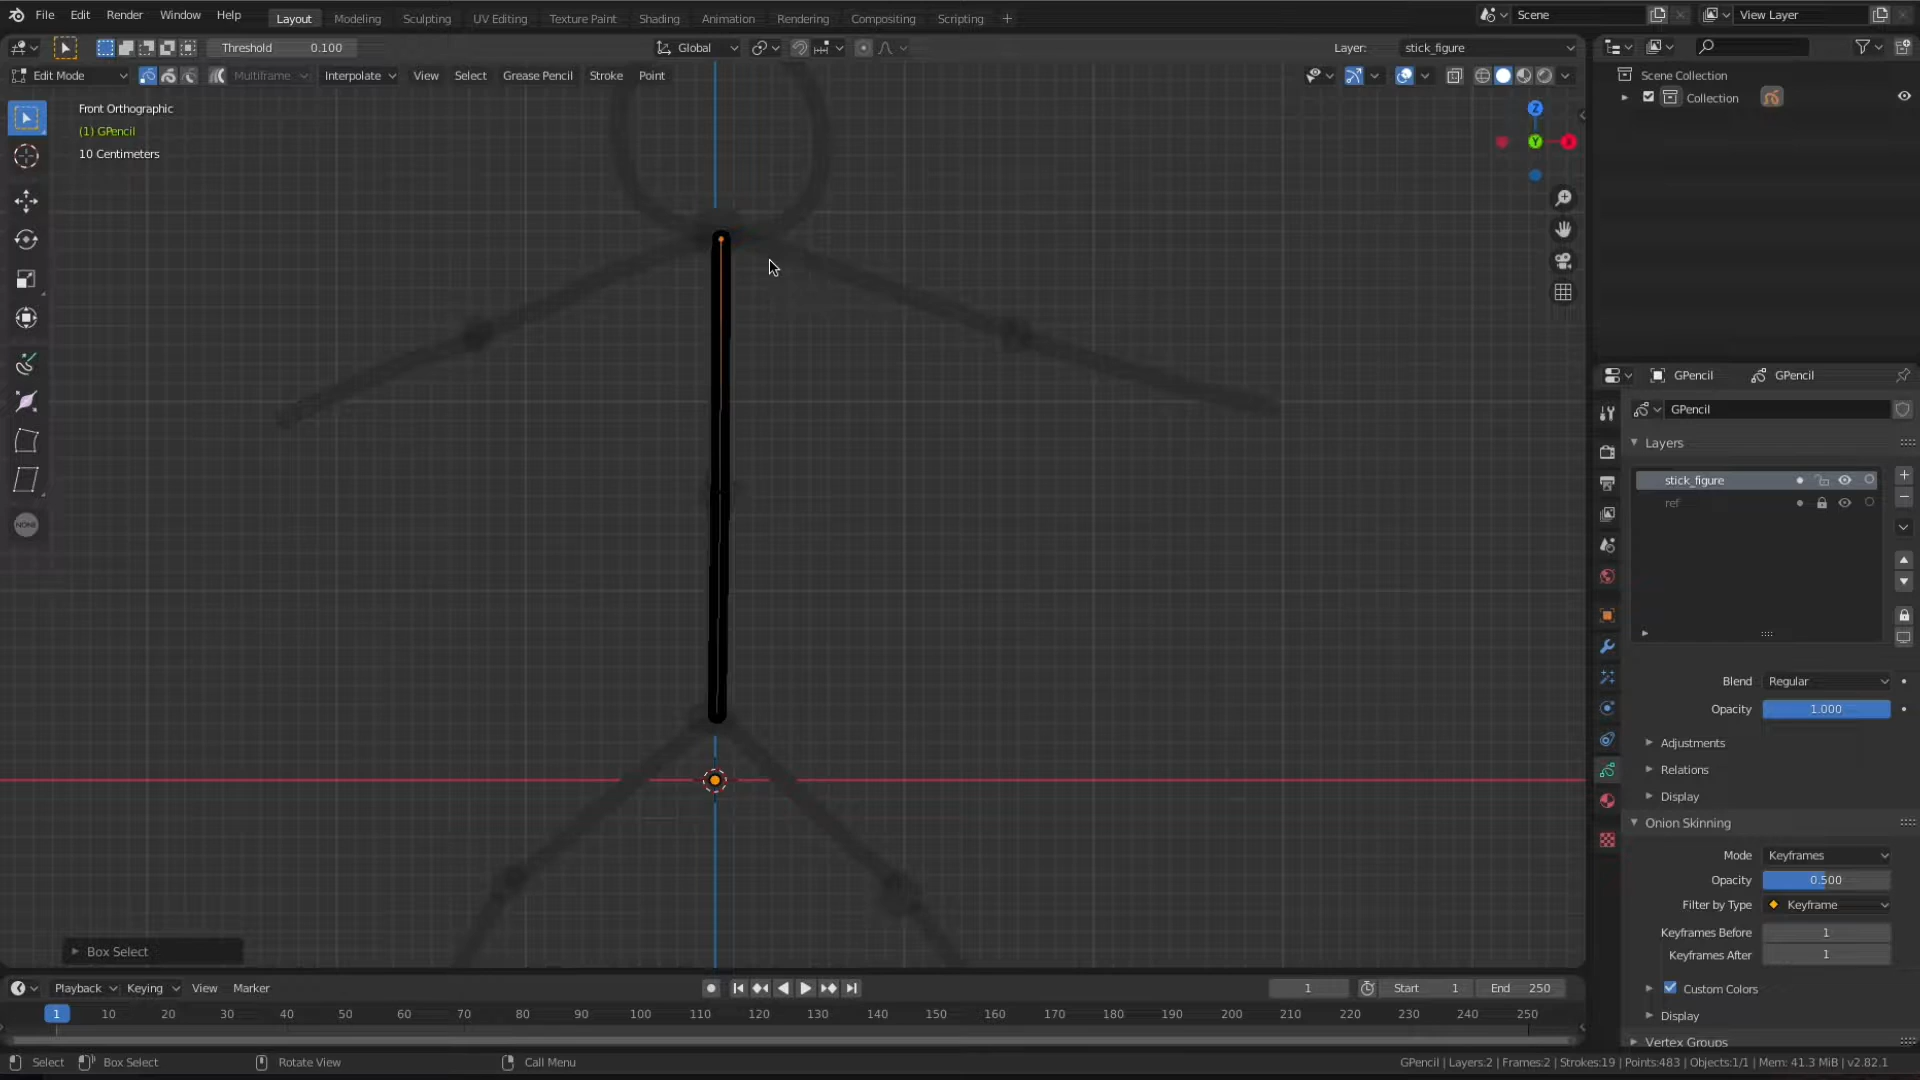 File Edit Render Window Help Layout Modeling Sculpting UV Editing Texture Paint Shading Animation Rendering Compositing Scripting + Scene View Layer
Threshold 0.100 Global Layer: stick_figure
Edit Mode Multiframe Interpolate View Select Grease Pencil Stroke Point
Scene Collection
Collection
Front Orthographic
(1) GPencil
10 Centimeters
Z
Y
X
NONE
GPencil GPencil
GPencil
Layers
stick_figure
ref
Blend Regular
Opacity 1.000
Adjustments
Relations
Display
Onion Skinning
Mode Keyframes
Opacity 0.500
Filter by Type Keyframe
Keyframes Before 1
Keyframes After 1
Custom Colors
Display
Vertex Groups
Box Select
Playback Keying View Marker 1 Start 1 End 250
1 10 20 30 40 50 60 70 80 90 100 110 120 130 140 150 160 170 180 190 200 210 220 230 240 250
Select Box Select Rotate View Call Menu GPencil | Layers:2 | Frames:2 | Strokes:19 | Points:483 | Objects:1/1 | Mem: 41.3 MiB | v2.82.1